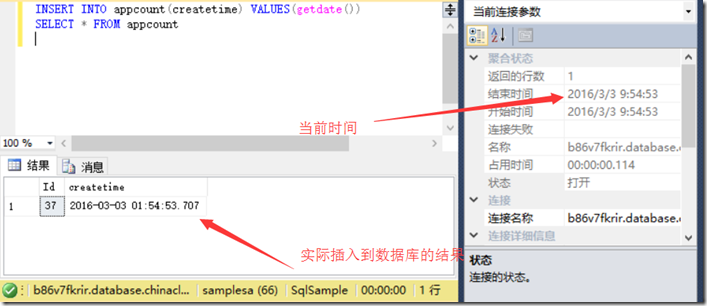 INSERT INTO appcount(createtime) VALUES(getdate())
SELECT * FROM appcount
100 %
结果
消息
Id createtime
1 37 2016-03-03 01:54:53.707
当前时间
实际插入到数据库的结果
b86v7fkrir.database.chinacl... samplesa (66) SqlSample 00:00:00 1 行
当前连接参数
聚合状态
返回的行数 1
结束时间 2016/3/3 9:54:53
开始时间 2016/3/3 9:54:53
连接失败
名称 b86v7fkrir.database.c
占用时间 00:00:00.114
状态 打开
连接
连接名称 b86v7fkrir.database.c
连接详细信息
状态
连接的状态。